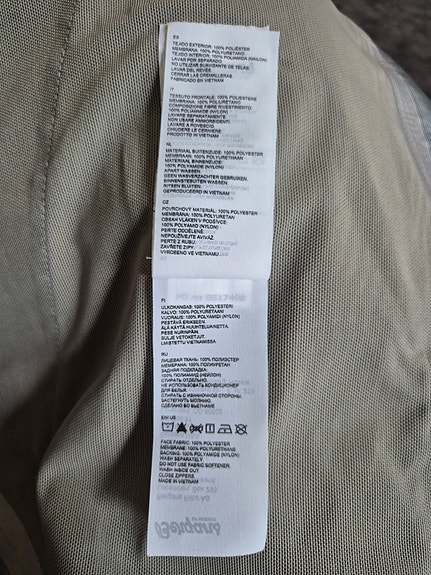 ES
TEJIDO EXTERIOR: 100% POLIÉSTER
MEMBRANA: 100% POLIURETANO
TEJIDO INTERIOR: 100% POLIAMIDA (NAILON)
LAVAR POR SEPARADO.
NO UTILIZAR SUAVIZANTE DE TELAS.
LAVAR DEL REVÉS.
CERRAR LAS CREMALLERAS.
FABRICADO EN VIETNAM
IT
TESSUTO FRONTALE: 100% POLIESTERE
MEMBRANA: 100% POLIURETANO
COMPOSIZIONE FIBRE RIVESTIMENTO:
100% POLIAMMIDE (NYLON)
LAVARE SEPARATAMENTE.
NON USARE AMMORBIDENTI.
LAVARE A ROVESCIO.
CHIUDERE LE CERNIERE
PRODOTTO IN VIETNAM
NL
MATERIAAL BUITENZIJDE: 100% POLYESTER
MEMBRAAN: 100% POLYURETHAAN
MATERIAAL BINNENZIJDE:
100% POLYAMIDE (NYLON)
APART WASSEN
GEEN WASVERZACHTER GEBRUIKEN.
BINNENSTEBUITEN WASSEN.
RITSEN SLUITEN.
GEPRODUCEERD IN VIETNAM
CZ
POVRCHOVÝ MATERIÁL: 100% POLYESTER
MEMBRÁNA: 100% POLYURETAN
OBSAH VLÁKEN V PODŠÍVCE
100% POLYAMID (NYLON)
PERTE ODDĚLENĚ.
NEPOUŽÍVEJTE AVIVÁŽ.
PERTE Z RUBU.
ZAVŘETE ZIPY.
VYROBENO VE VIETNAMU
FI
ULKOKANGAS: 100% POLYESTERI
KALVO: 100% POLYURETAANI
VUORAUS: 100% POLYAMIDI (NYLON)
PESTÄVÄ ERIKSEEN.
ÄLÄ KÄYTÄ HUUHTELUAINETTA.
PESE NURINPÄIN.
SULJE VETOKETJUT.
VALMISTETTU VIETNAMISSA
RU
ЛИЦЕВАЯ ТКАНЬ: 100% ПОЛИЭСТЕР
МЕМБРАНА: 100% ПОЛИУРЕТАН
ЗАДНЯЯ ПОДКЛАДКА:
100% ПОЛИАМИД (НЕЙЛОН)
СТИРАТЬ ОТДЕЛЬНО.
НЕ ИСПОЛЬЗОВАТЬ КОНДИЦИОНЕР
ДЛЯ БЕЛЬЯ
СТИРАТЬ С ИЗНАНОЧНОЙ СТОРОНЫ.
ЗАСТЕГНУТЬ МОЛНИЮ.
СДЕЛАНО ВО ВЬЕТНАМЕ
EN/ US
FACE FABRIC: 100% POLYESTER
MEMBRANE: 100% POLYURETHANE
BACKING: 100% POLYAMIDE (NYLON)
WASH SEPARATELY.
DO NOT USE FABRIC SOFTENER.
WASH INSIDE OUT
CLOSE ZIPPERS.
MADE IN VIETNAM
Bergans